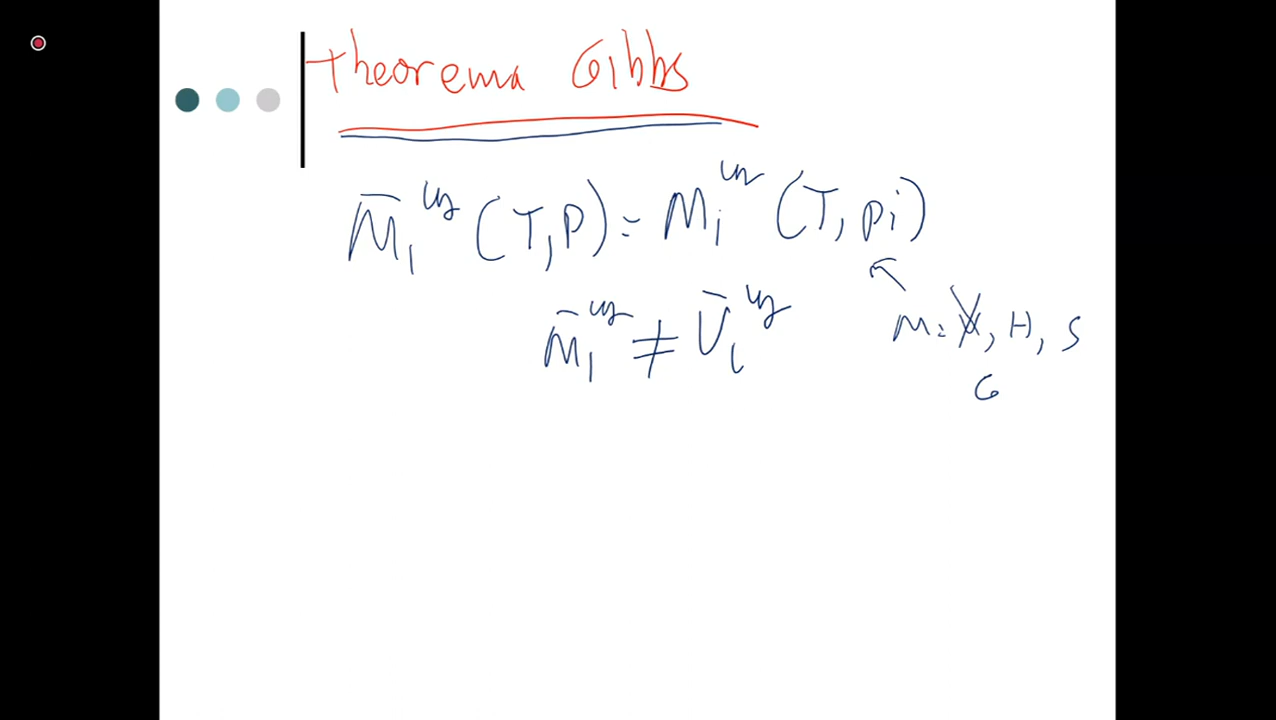 Theorema Gibbs
M̄ᵢ^ig (T, P) = Mᵢ^ig (T, pi)
M̄ᵢ^ig ≠ V̄ᵢ^ig
M = , H, S
G